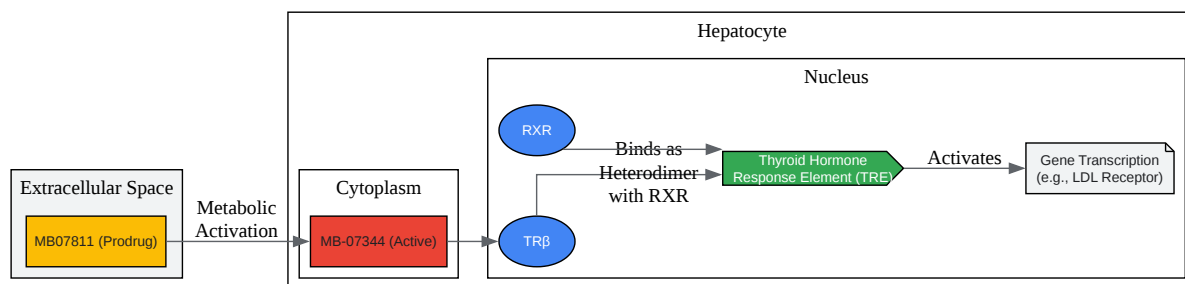 Hepatocyte
Nucleus
RXR
Binds as
Heterodimer
with RXR
Thyroid Hormone
Response Element (TRE)
Activates
Gene Transcription
(e.g., LDL Receptor)
Extracellular Space
MB07811 (Prodrug)
Metabolic
Activation
Cytoplasm
MB-07344 (Active)
TRβ